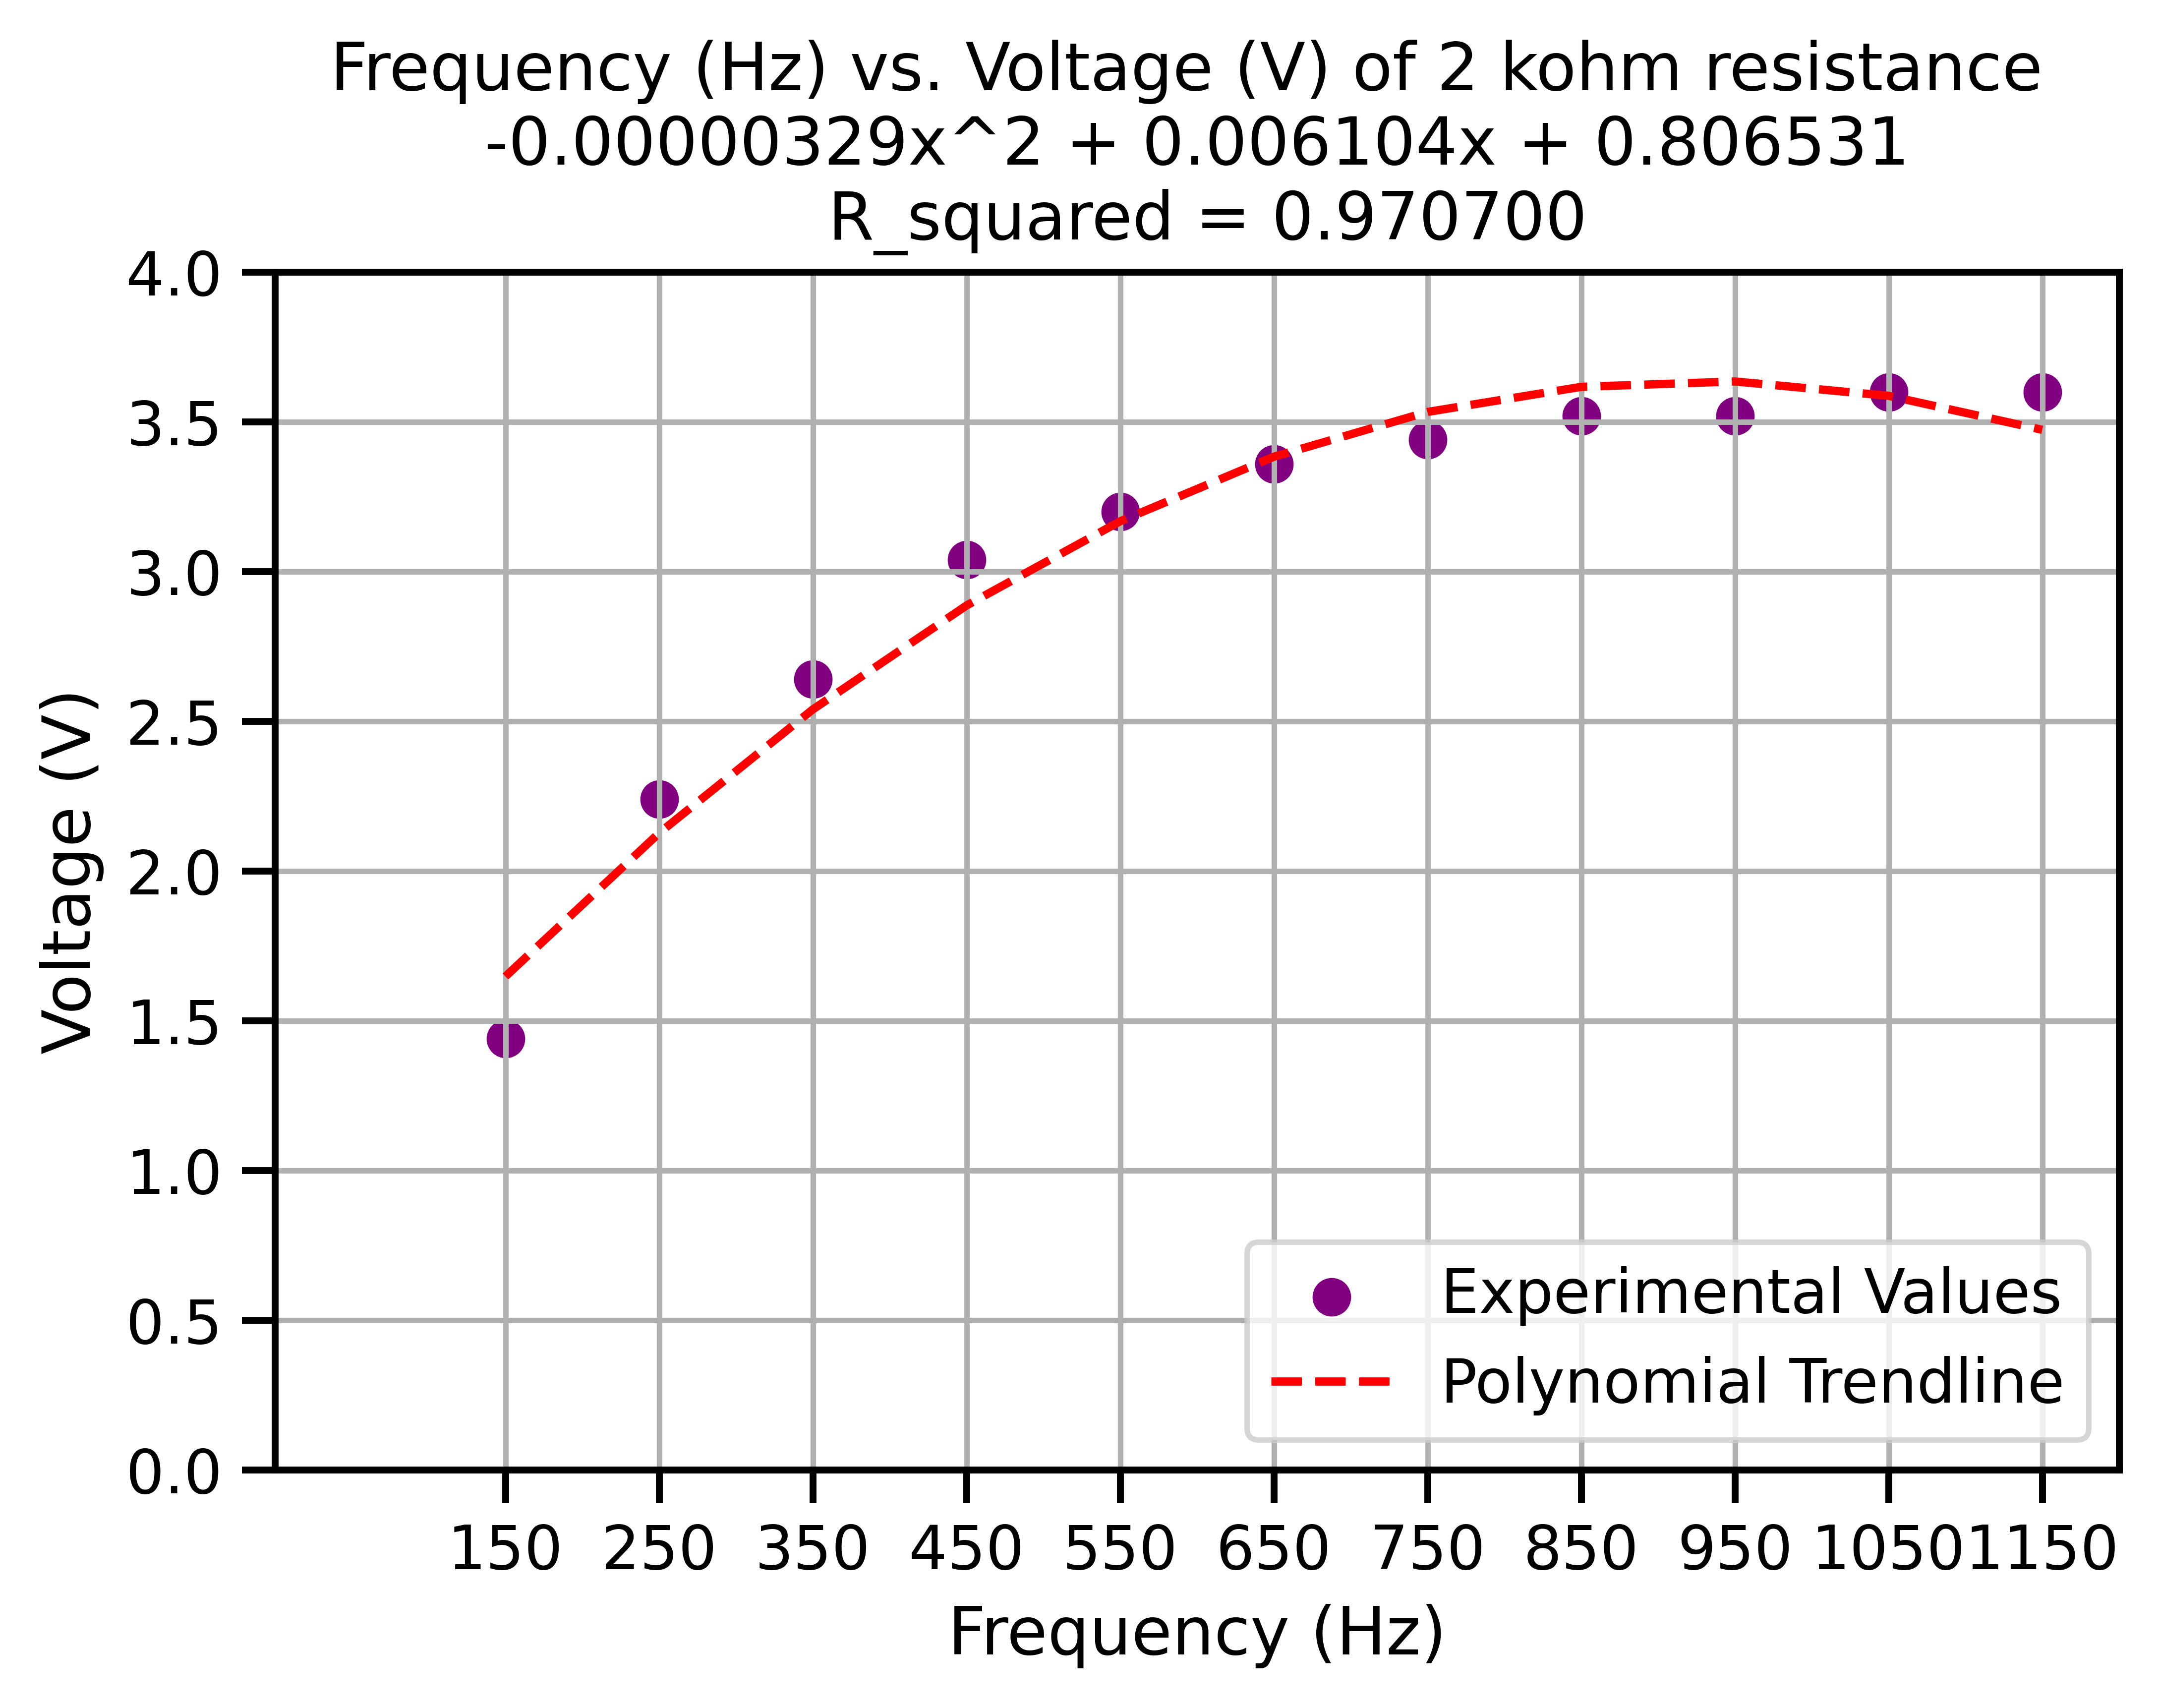 Frequency (Hz) vs. Voltage (V) of 2 kohm resistance
-0.00000329x^2 + 0.006104x + 0.806531
R_squared = 0.970700
4.0
3.5
3.0
2.5
2.0
1.5
1.0
0.5
0.0
Voltage (V)
Experimental Values
Polynomial Trendline
150 250 350 450 550 650 750 850 950 1050 1150
Frequency (Hz)